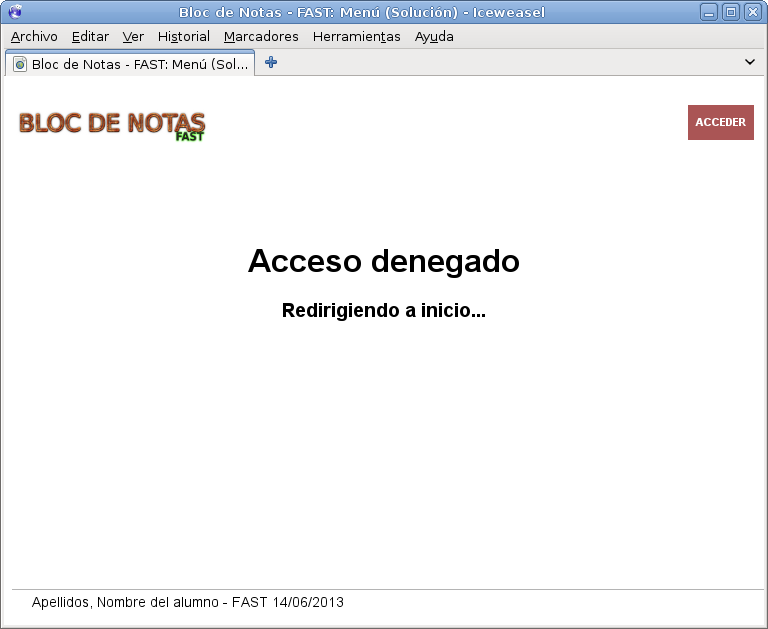 Bloc de Notas - FAST: Menú (Solución) - Iceweasel
Archivo Editar Ver Historial Marcadores Herramientas Ayuda
Bloc de Notas - FAST: Menú (Sol...
BLOC DE NOTAS
FAST
ACCEDER
Acceso denegado
Redirigiendo a inicio...
Apellidos, Nombre del alumno - FAST 14/06/2013